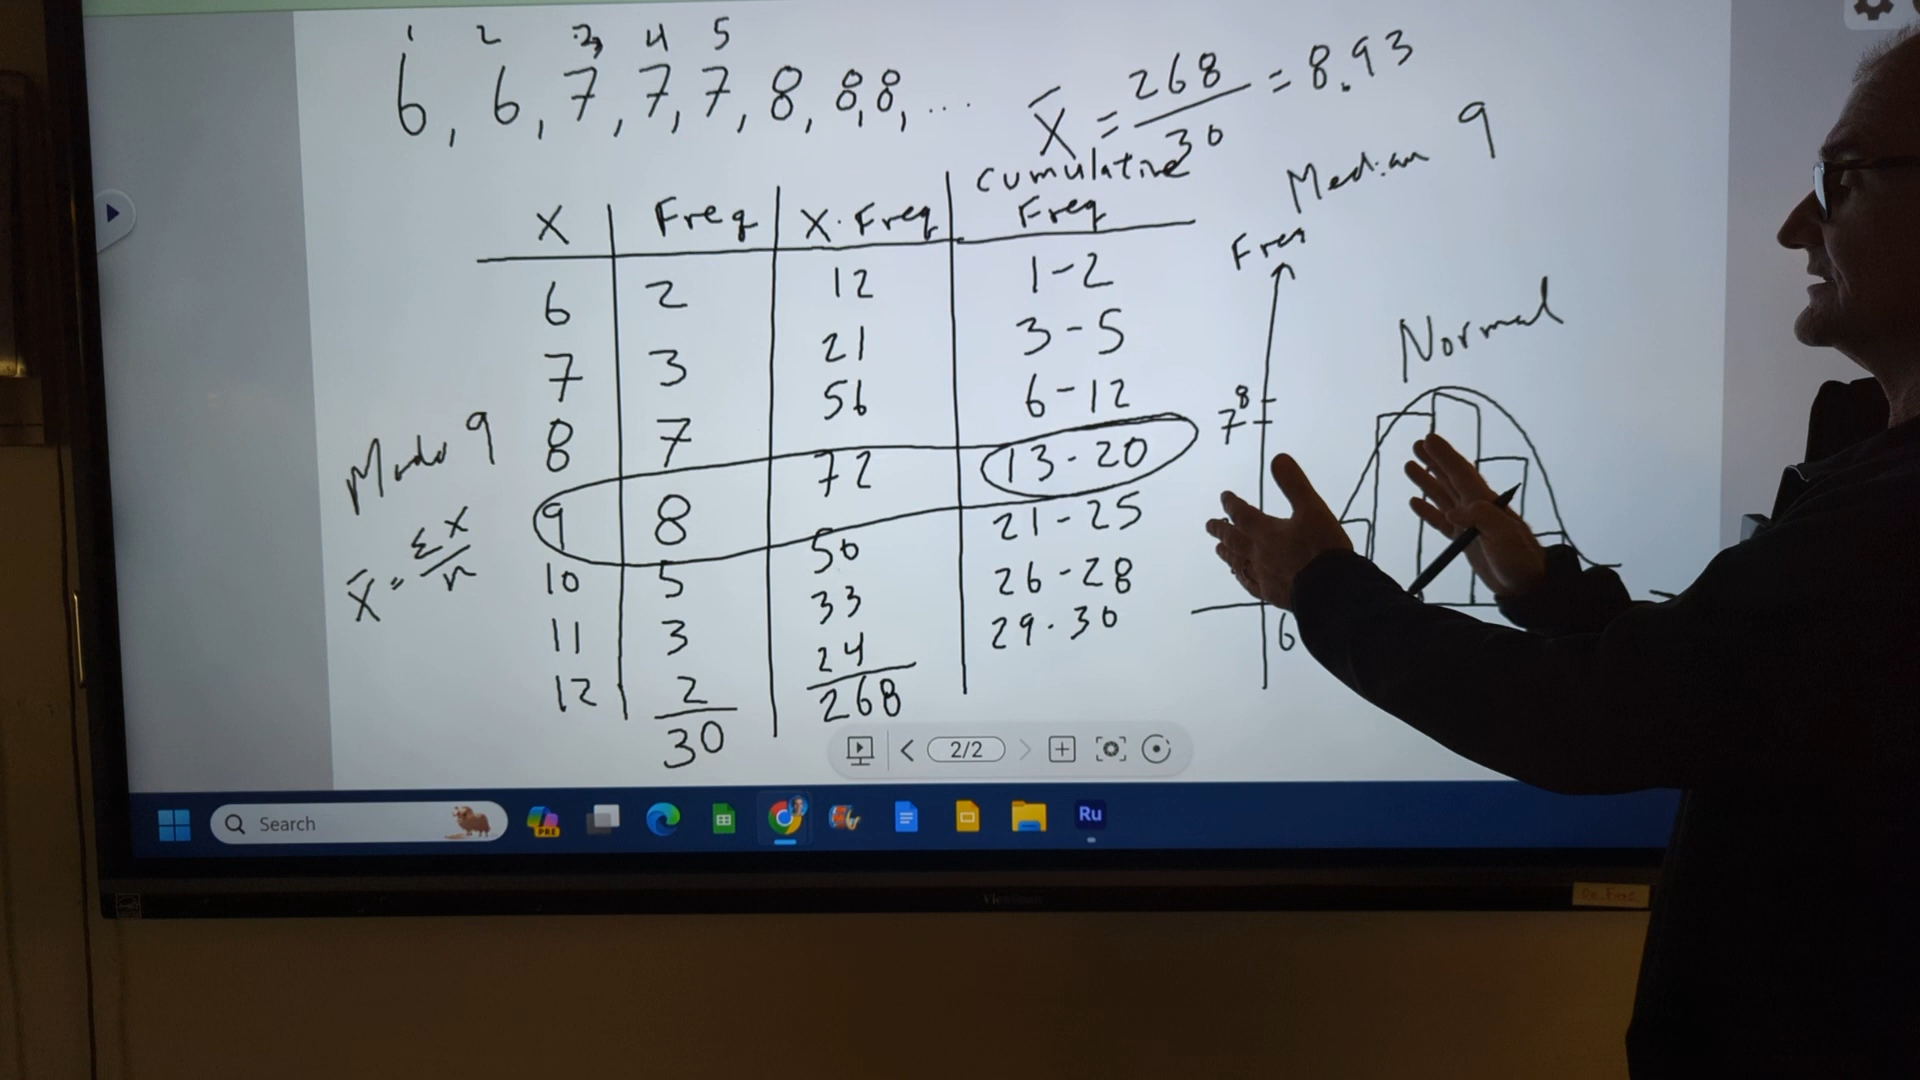 1 2 3 4 5
6, 6, 7, 7, 7, 8, 8, 8, ...
X̄ = 268/30 = 8.93
Median 9
X | Freq | X·Freq | Cumulative Freq
6 | 2 | 12 | 1-2
7 | 3 | 21 | 3-5
8 | 7 | 56 | 6-12
9 | 8 | 72 | 13-20
10 | 5 | 50 | 21-25
11 | 3 | 33 | 26-28
12 | 2 | 24 | 29-30
30 268
Mode 9
X̄ = ΣX/n
Freq
Normal
8
7
6
2/2
Search
PRE
Ru
ViewSonic